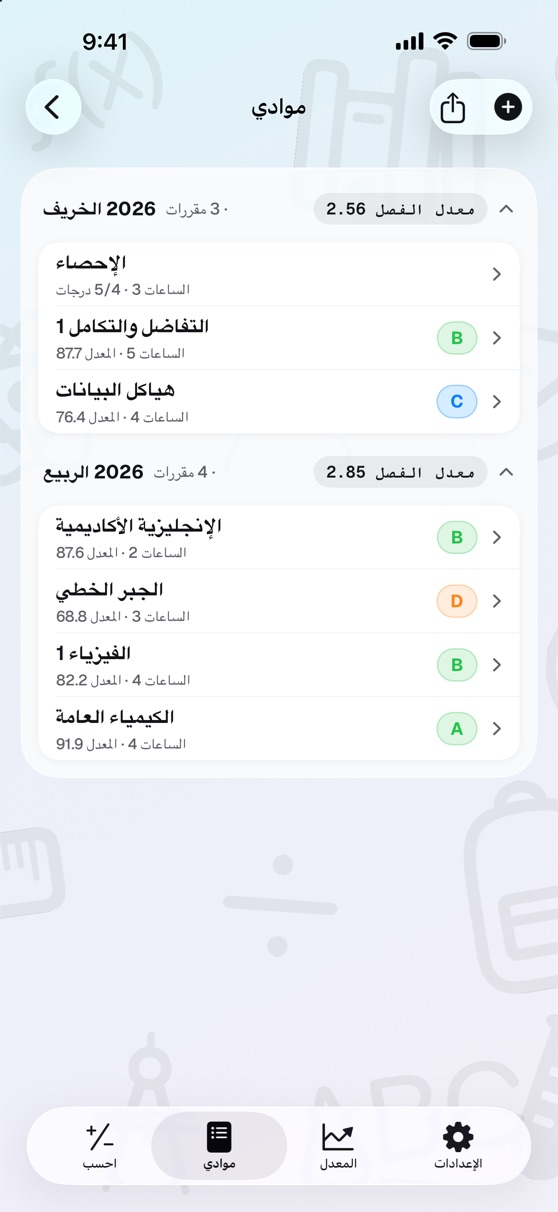 9:41
موادي
الخريف 2026 · 3 مقررات
معدل الفصل 2.56
الإحصاء
الساعات 3 · 5/4 درجات
التفاضل والتكامل 1
الساعات 5 · المعدل 87.7
B
هياكل البيانات
الساعات 4 · المعدل 76.4
C
الربيع 2026 · 4 مقررات
معدل الفصل 2.85
الإنجليزية الأكاديمية
الساعات 2 · المعدل 87.6
B
الجبر الخطي
الساعات 3 · المعدل 68.8
D
الفيزياء 1
الساعات 4 · المعدل 82.2
B
الكيمياء العامة
الساعات 4 · المعدل 91.9
A
f(x)
ABC
احسب
موادي
المعدل
الإعدادات